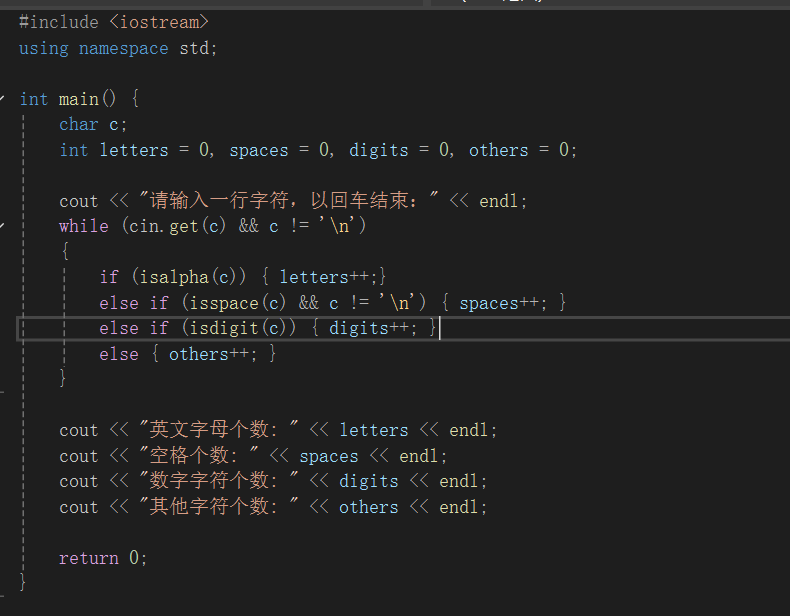 #include <iostream>
using namespace std;
int main() {
char c;
int letters = 0, spaces = 0, digits = 0, others = 0;
cout << "请输入一行字符，以回车结束：" << endl;
while (cin.get(c) && c != '\n')
{
if (isalpha(c)) { letters++;}
else if (isspace(c) && c != '\n') { spaces++; }
else if (isdigit(c)) { digits++; }
else { others++; }
}
cout << "英文字母个数：" << letters << endl;
cout << "空格个数：" << spaces << endl;
cout << "数字字符个数：" << digits << endl;
cout << "其他字符个数：" << others << endl;
return 0;
}